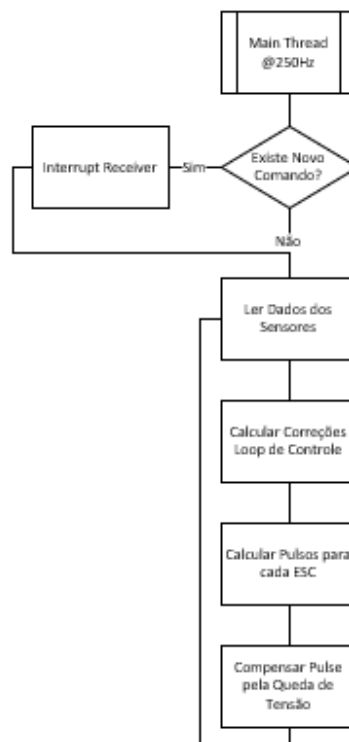 Main Thread
@250Hz
Existe Novo
Comando?
Sim
Interrupt Receiver
Não
Ler Dados dos
Sensores
Calcular Correções
Loop de Controle
Calcular Pulsos para
cada ESC
Compensar Pulse
pela Queda de
Tensão